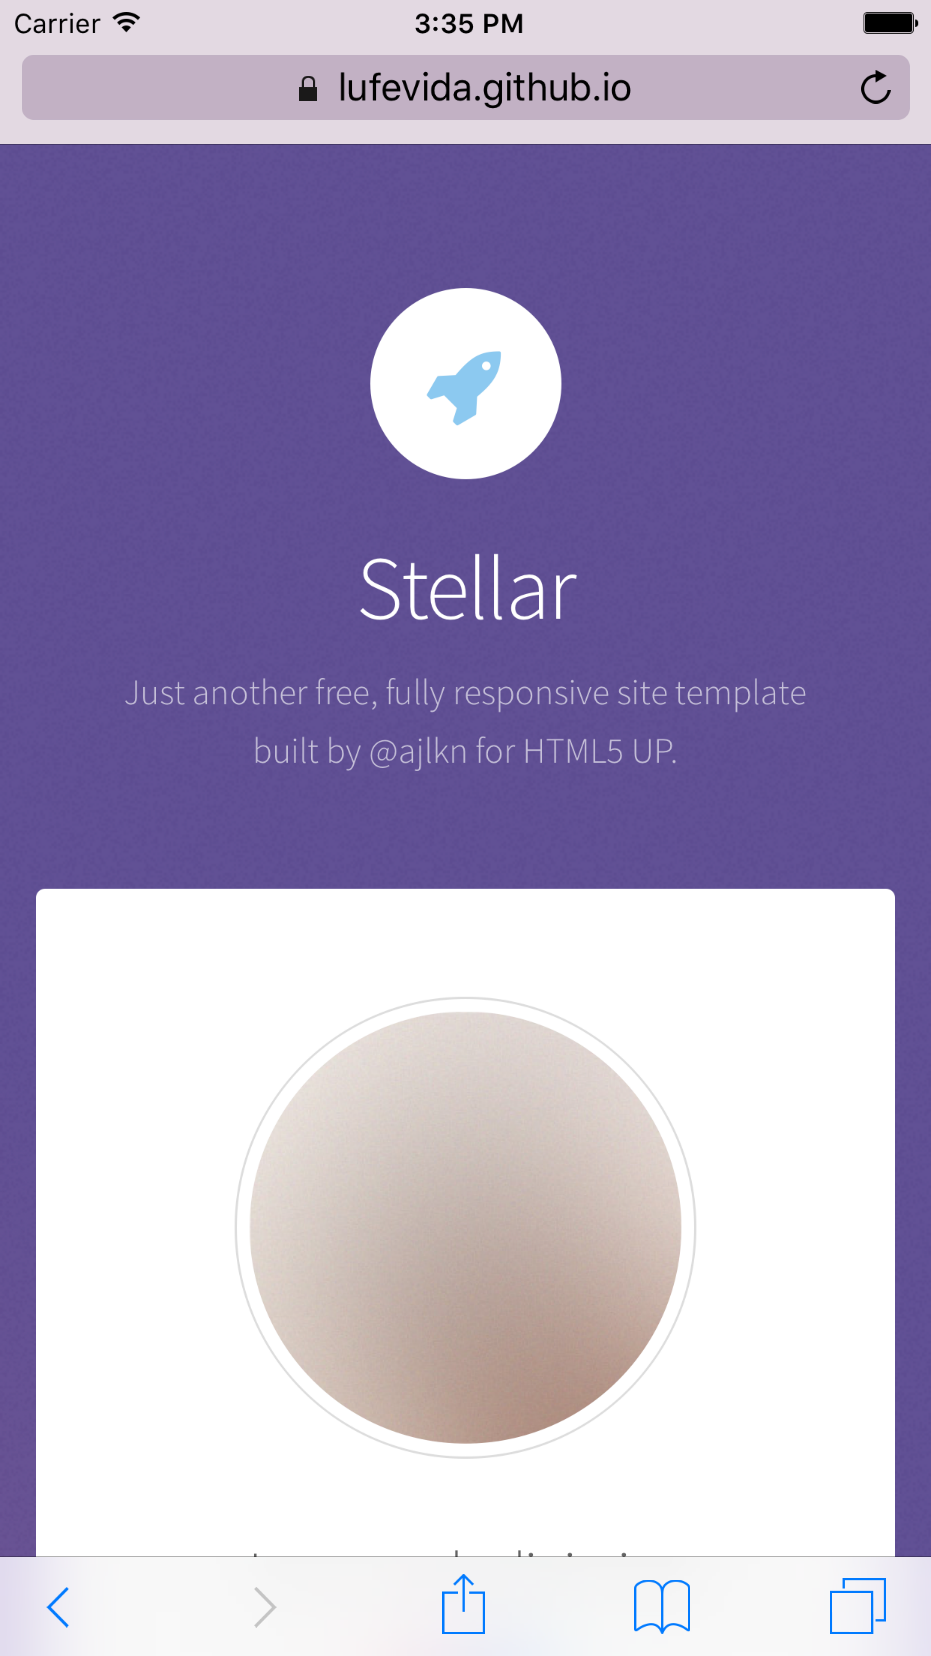 Carrier
3:35 PM
lufevida.github.io
Stellar
Just another free, fully responsive site template
built by @ajlkn for HTML5 UP.